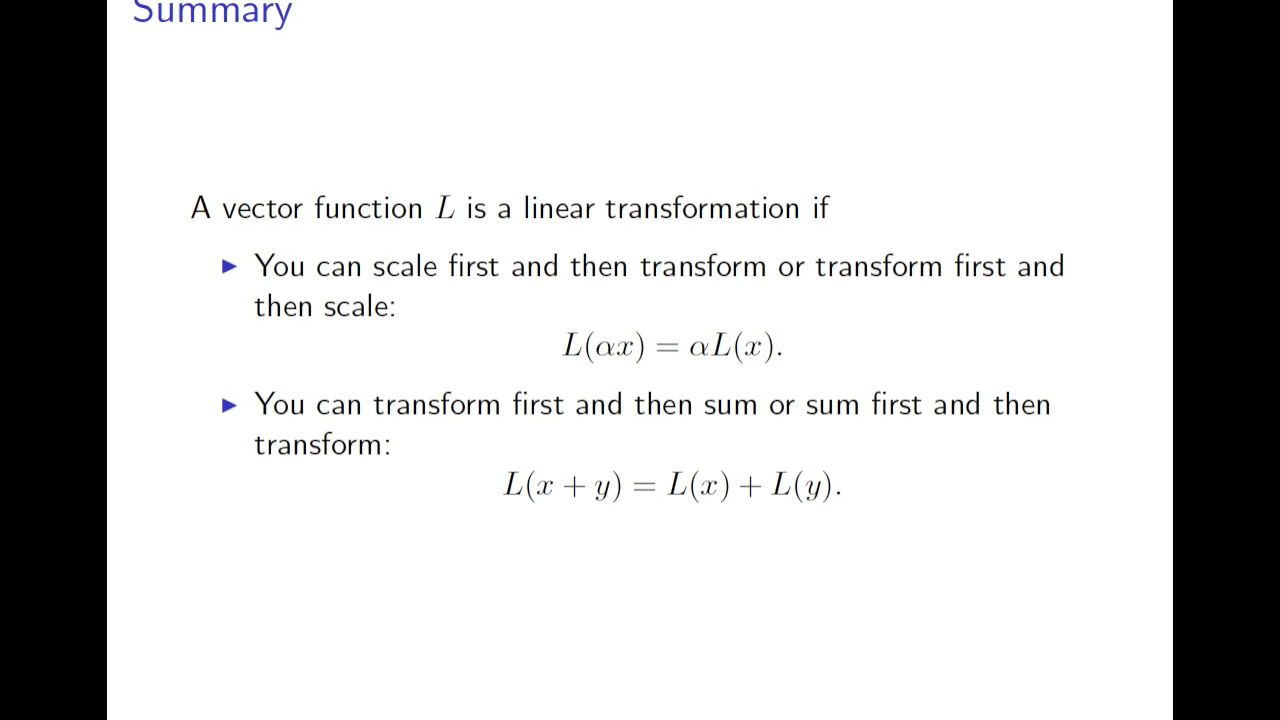 Summary
A vector function L is a linear transformation if
▶ You can scale first and then transform or transform first and
then scale:
L(αx) = αL(x).
▶ You can transform first and then sum or sum first and then
transform:
L(x + y) = L(x) + L(y).